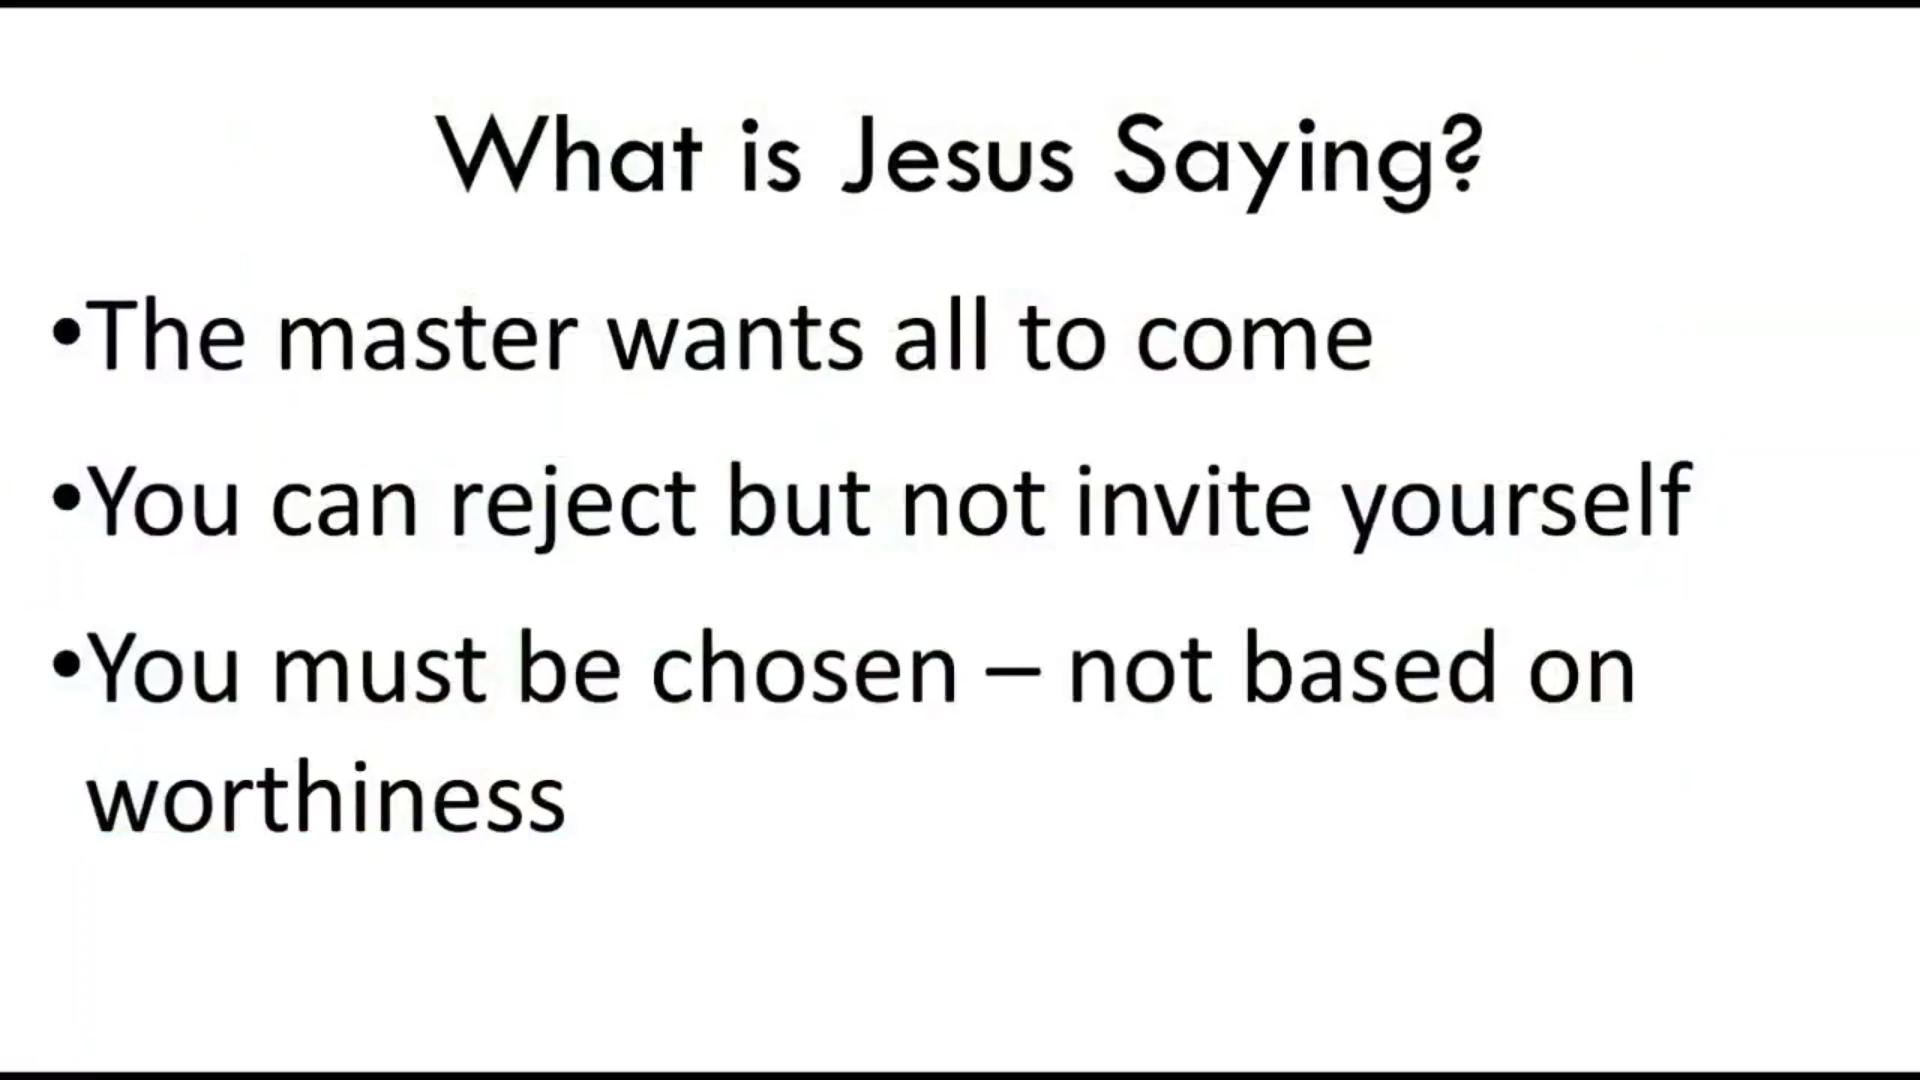 What is Jesus Saying?
•The master wants all to come
•You can reject but not invite yourself
•You must be chosen – not based on
worthiness